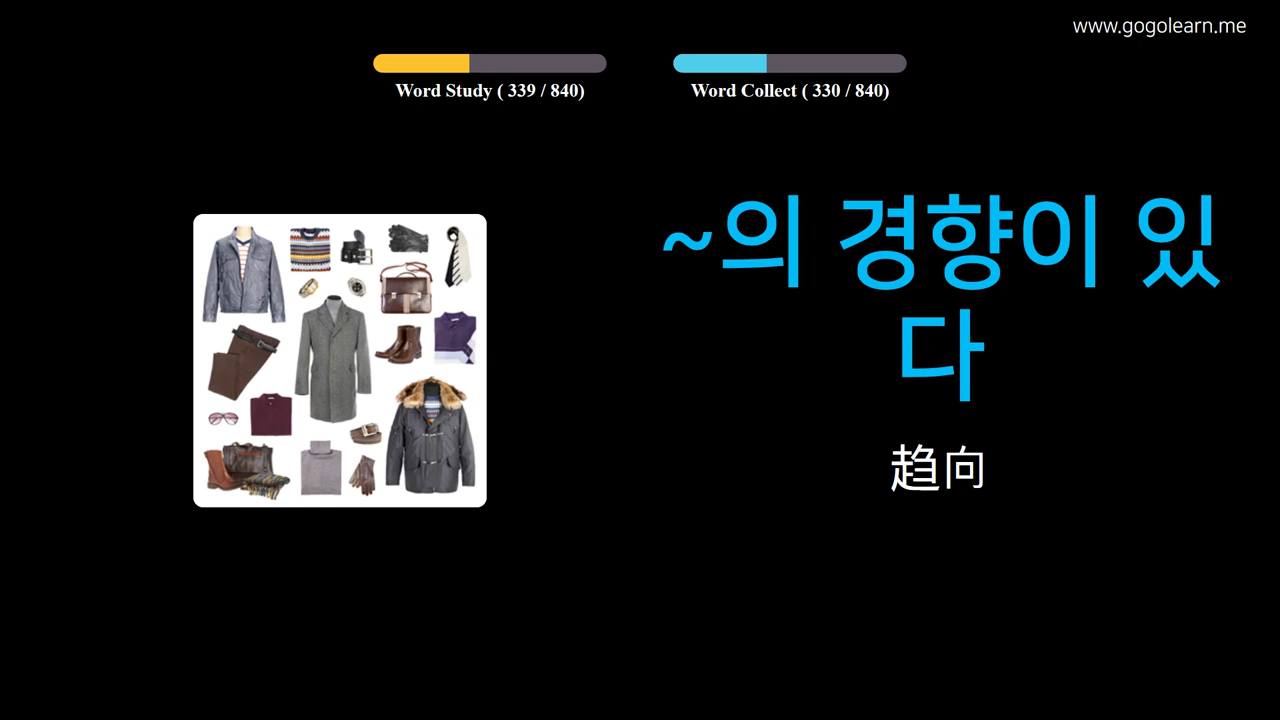 www.gogolearn.me
Word Study ( 339 / 840)
Word Collect ( 330 / 840)
~의 경향이 있
다
趋向